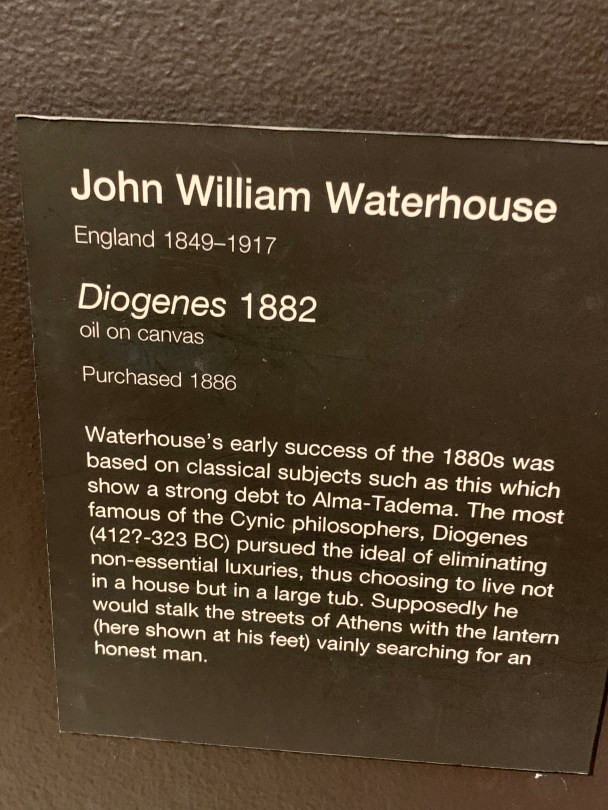 John William Waterhouse
England 1849–1917
Diogenes 1882
oil on canvas
Purchased 1886
Waterhouse's early success of the 1880s was
based on classical subjects such as this which
show a strong debt to Alma-Tadema. The most
famous of the Cynic philosophers, Diogenes
(412?-323 BC) pursued the ideal of eliminating
non-essential luxuries, thus choosing to live not
in a house but in a large tub. Supposedly he
would stalk the streets of Athens with the lantern
(here shown at his feet) vainly searching for an
honest man.